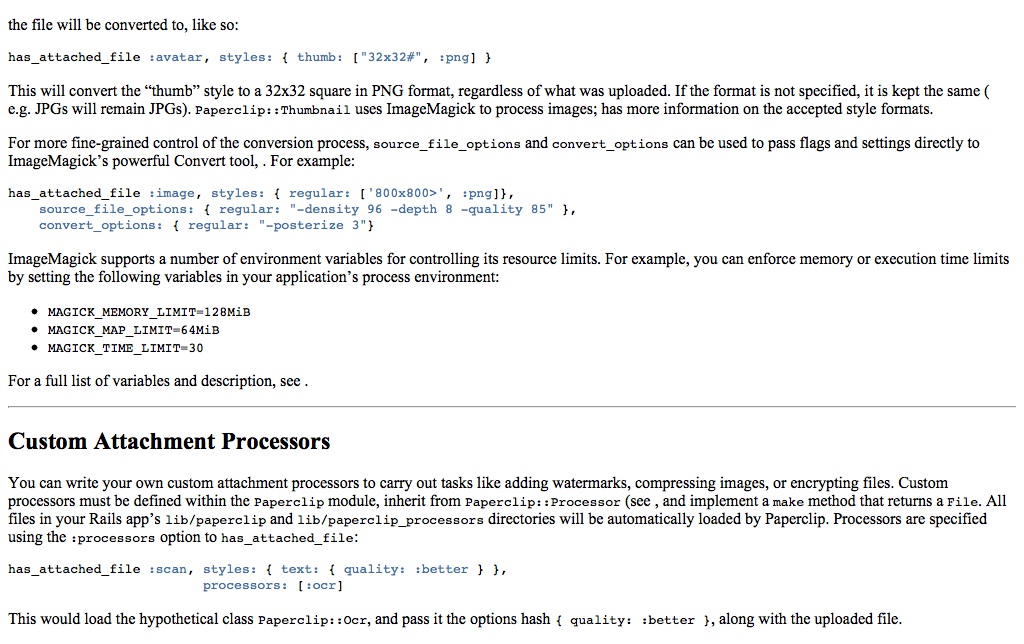 the file will be converted to, like so:
has_attached_file :avatar, styles: { thumb: ["32x32#", :png] }
This will convert the “thumb” style to a 32x32 square in PNG format, regardless of what was uploaded. If the format is not specified, it is kept the same (
e.g. JPGs will remain JPGs). Paperclip::Thumbnail uses ImageMagick to process images; has more information on the accepted style formats.
For more fine-grained control of the conversion process, source_file_options and convert_options can be used to pass flags and settings directly to
ImageMagick’s powerful Convert tool, . For example:
has_attached_file :image, styles: { regular: ['800x800>', :png]},
source_file_options: { regular: "-density 96 -depth 8 -quality 85" },
convert_options: { regular: "-posterize 3"}
ImageMagick supports a number of environment variables for controlling its resource limits. For example, you can enforce memory or execution time limits
by setting the following variables in your application’s process environment:
• MAGICK_MEMORY_LIMIT=128MiB
• MAGICK_MAP_LIMIT=64MiB
• MAGICK_TIME_LIMIT=30
For a full list of variables and description, see .
Custom Attachment Processors
You can write your own custom attachment processors to carry out tasks like adding watermarks, compressing images, or encrypting files. Custom
processors must be defined within the Paperclip module, inherit from Paperclip::Processor (see , and implement a make method that returns a File. All
files in your Rails app’s lib/paperclip and lib/paperclip_processors directories will be automatically loaded by Paperclip. Processors are specified
using the :processors option to has_attached_file:
has_attached_file :scan, styles: { text: { quality: :better } },
processors: [:ocr]
This would load the hypothetical class Paperclip::Ocr, and pass it the options hash { quality: :better }, along with the uploaded file.